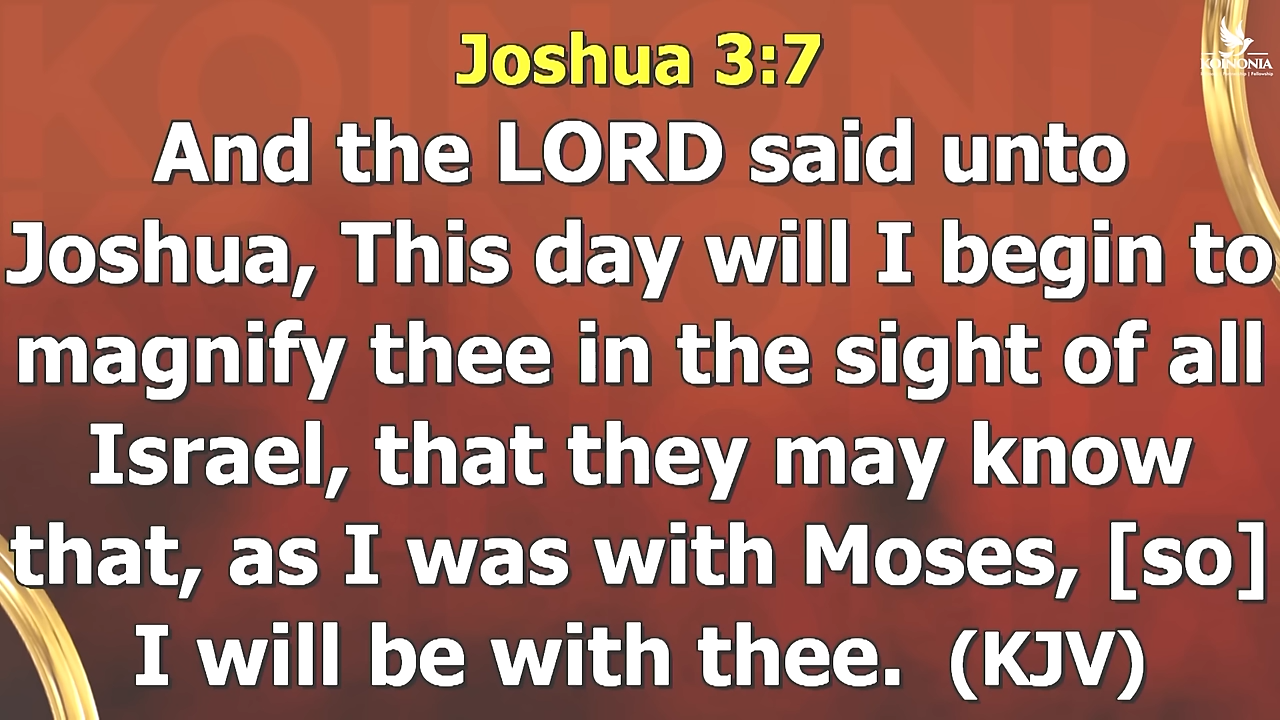 Joshua 3:7
KOINONIA
And the LORD said unto
Joshua, This day will I begin to
magnify thee in the sight of all
Israel, that they may know
that, as I was with Moses, [so]
I will be with thee. (KJV)